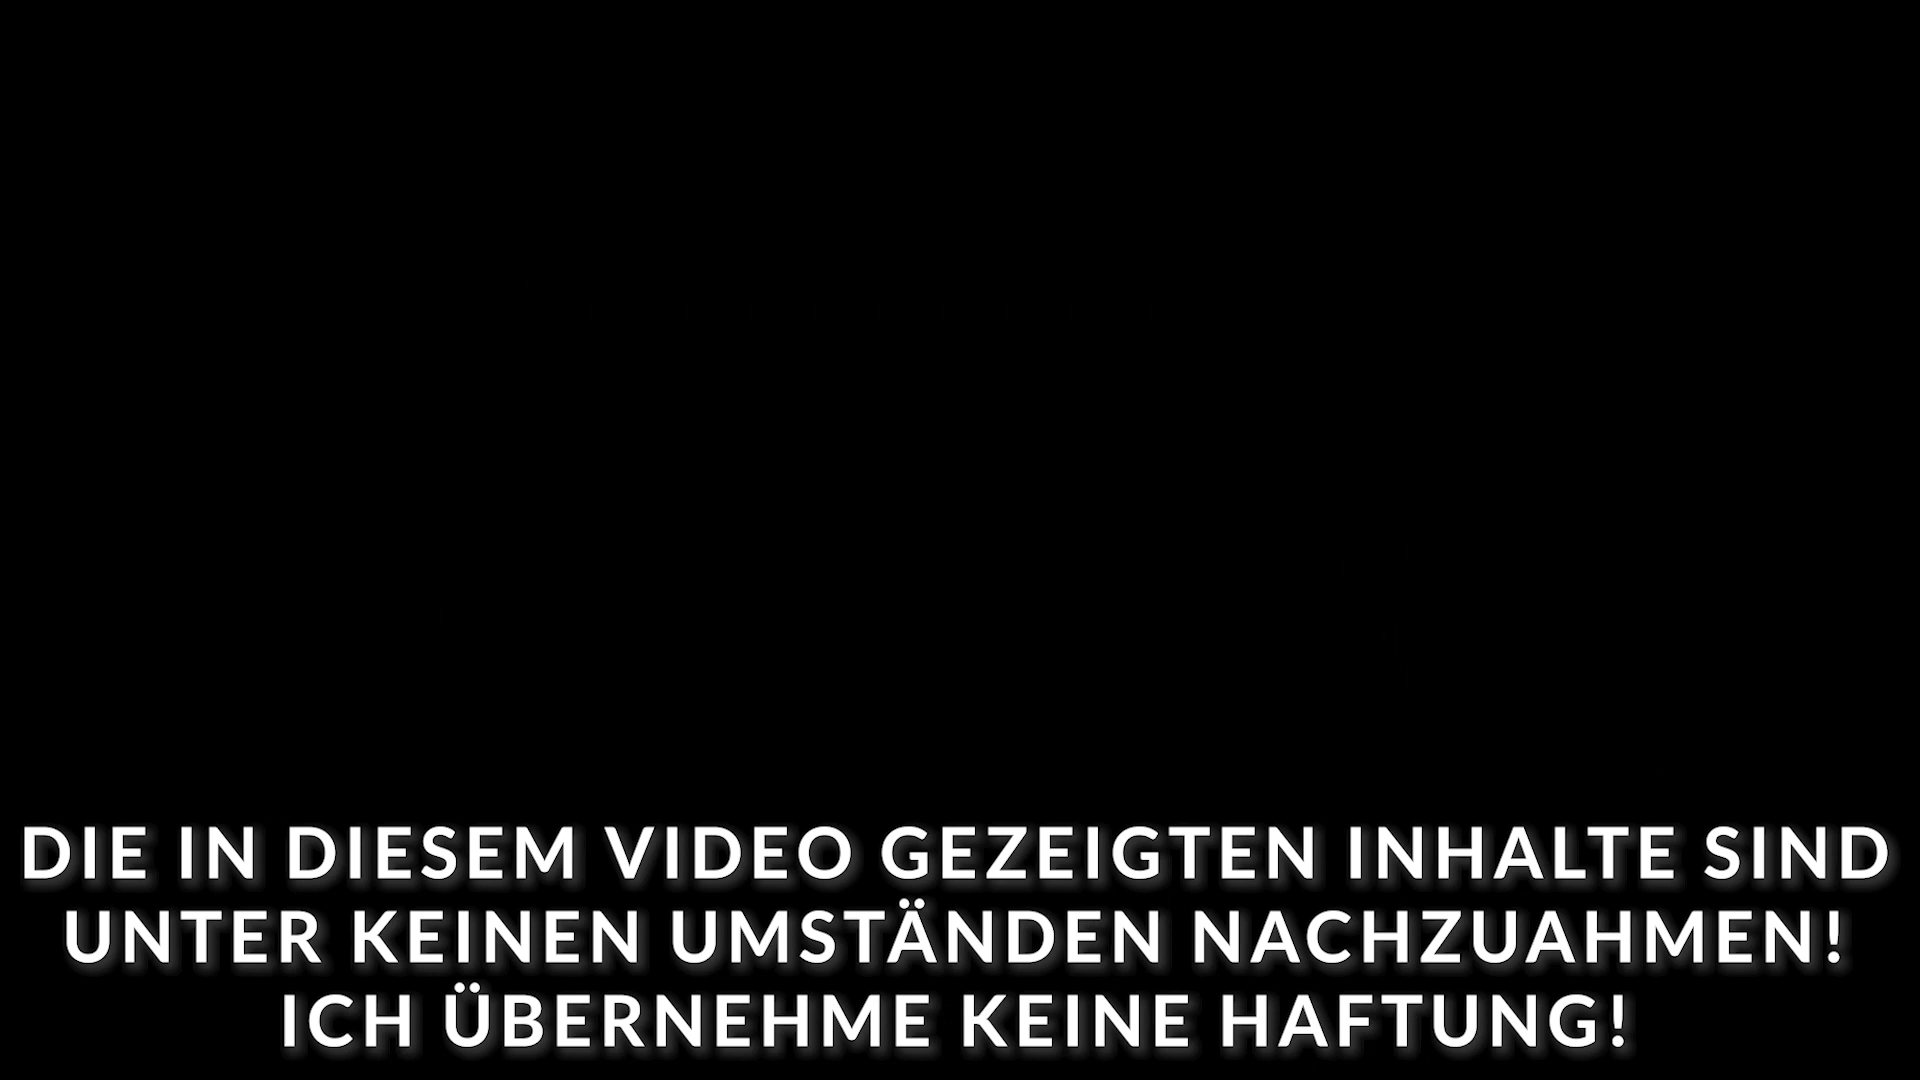 DIE IN DIESEM VIDEO GEZEIGTEN INHALTE SIND
UNTER KEINEN UMSTÄNDEN NACHZUAHMEN!
ICH ÜBERNEHME KEINE HAFTUNG!